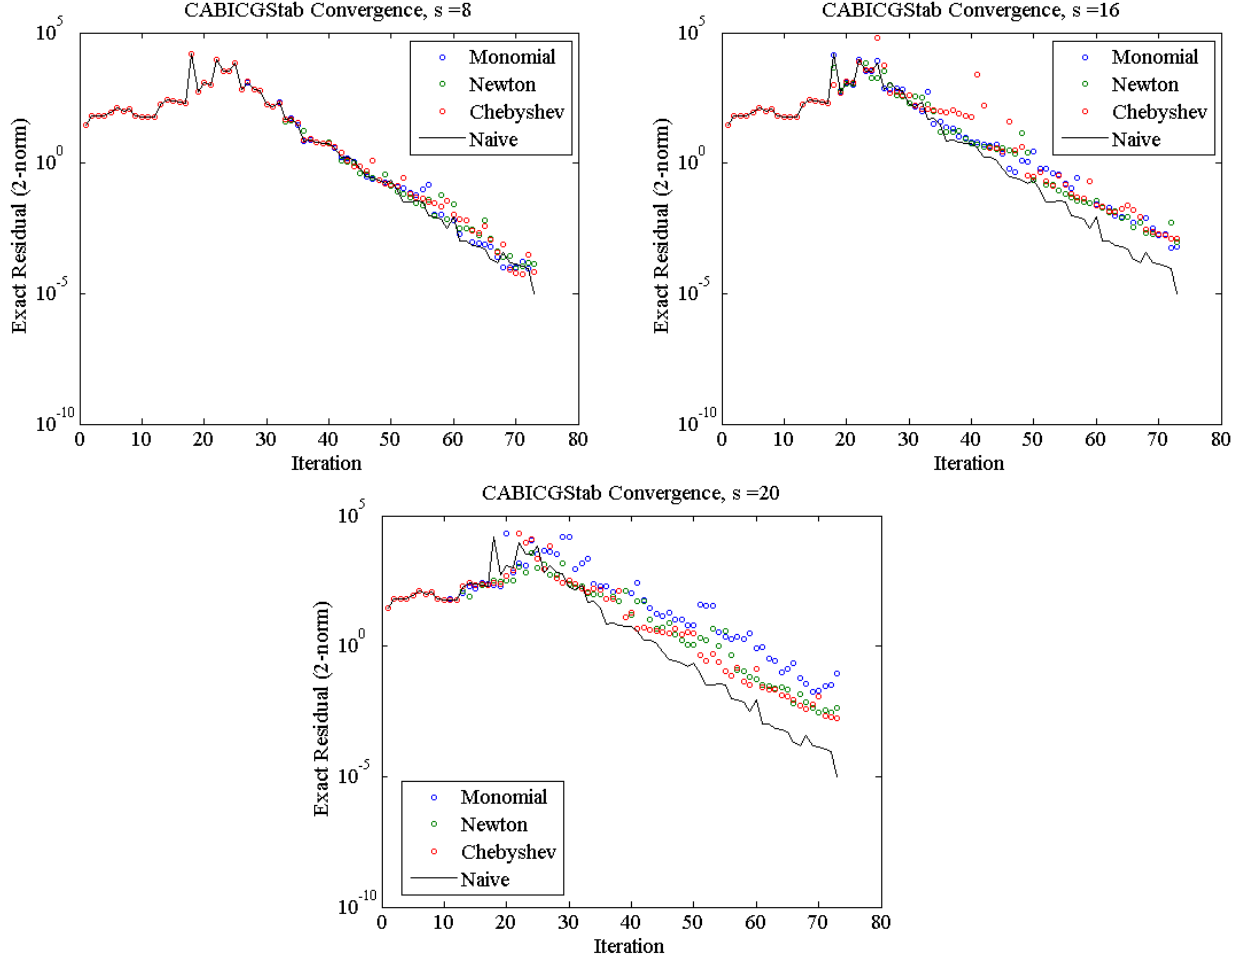 CABICGStab Convergence, s =8
Exact Residual (2-norm)
10^5
10^0
10^-5
10^-10
Monomial
Newton
Chebyshev
Naive
0 10 20 30 40 50 60 70 80
Iteration
CABICGStab Convergence, s =16
Exact Residual (2-norm)
10^5
10^0
10^-5
10^-10
Monomial
Newton
Chebyshev
Naive
0 10 20 30 40 50 60 70 80
Iteration
CABICGStab Convergence, s =20
Exact Residual (2-norm)
10^5
10^0
10^-5
10^-10
Monomial
Newton
Chebyshev
Naive
0 10 20 30 40 50 60 70 80
Iteration